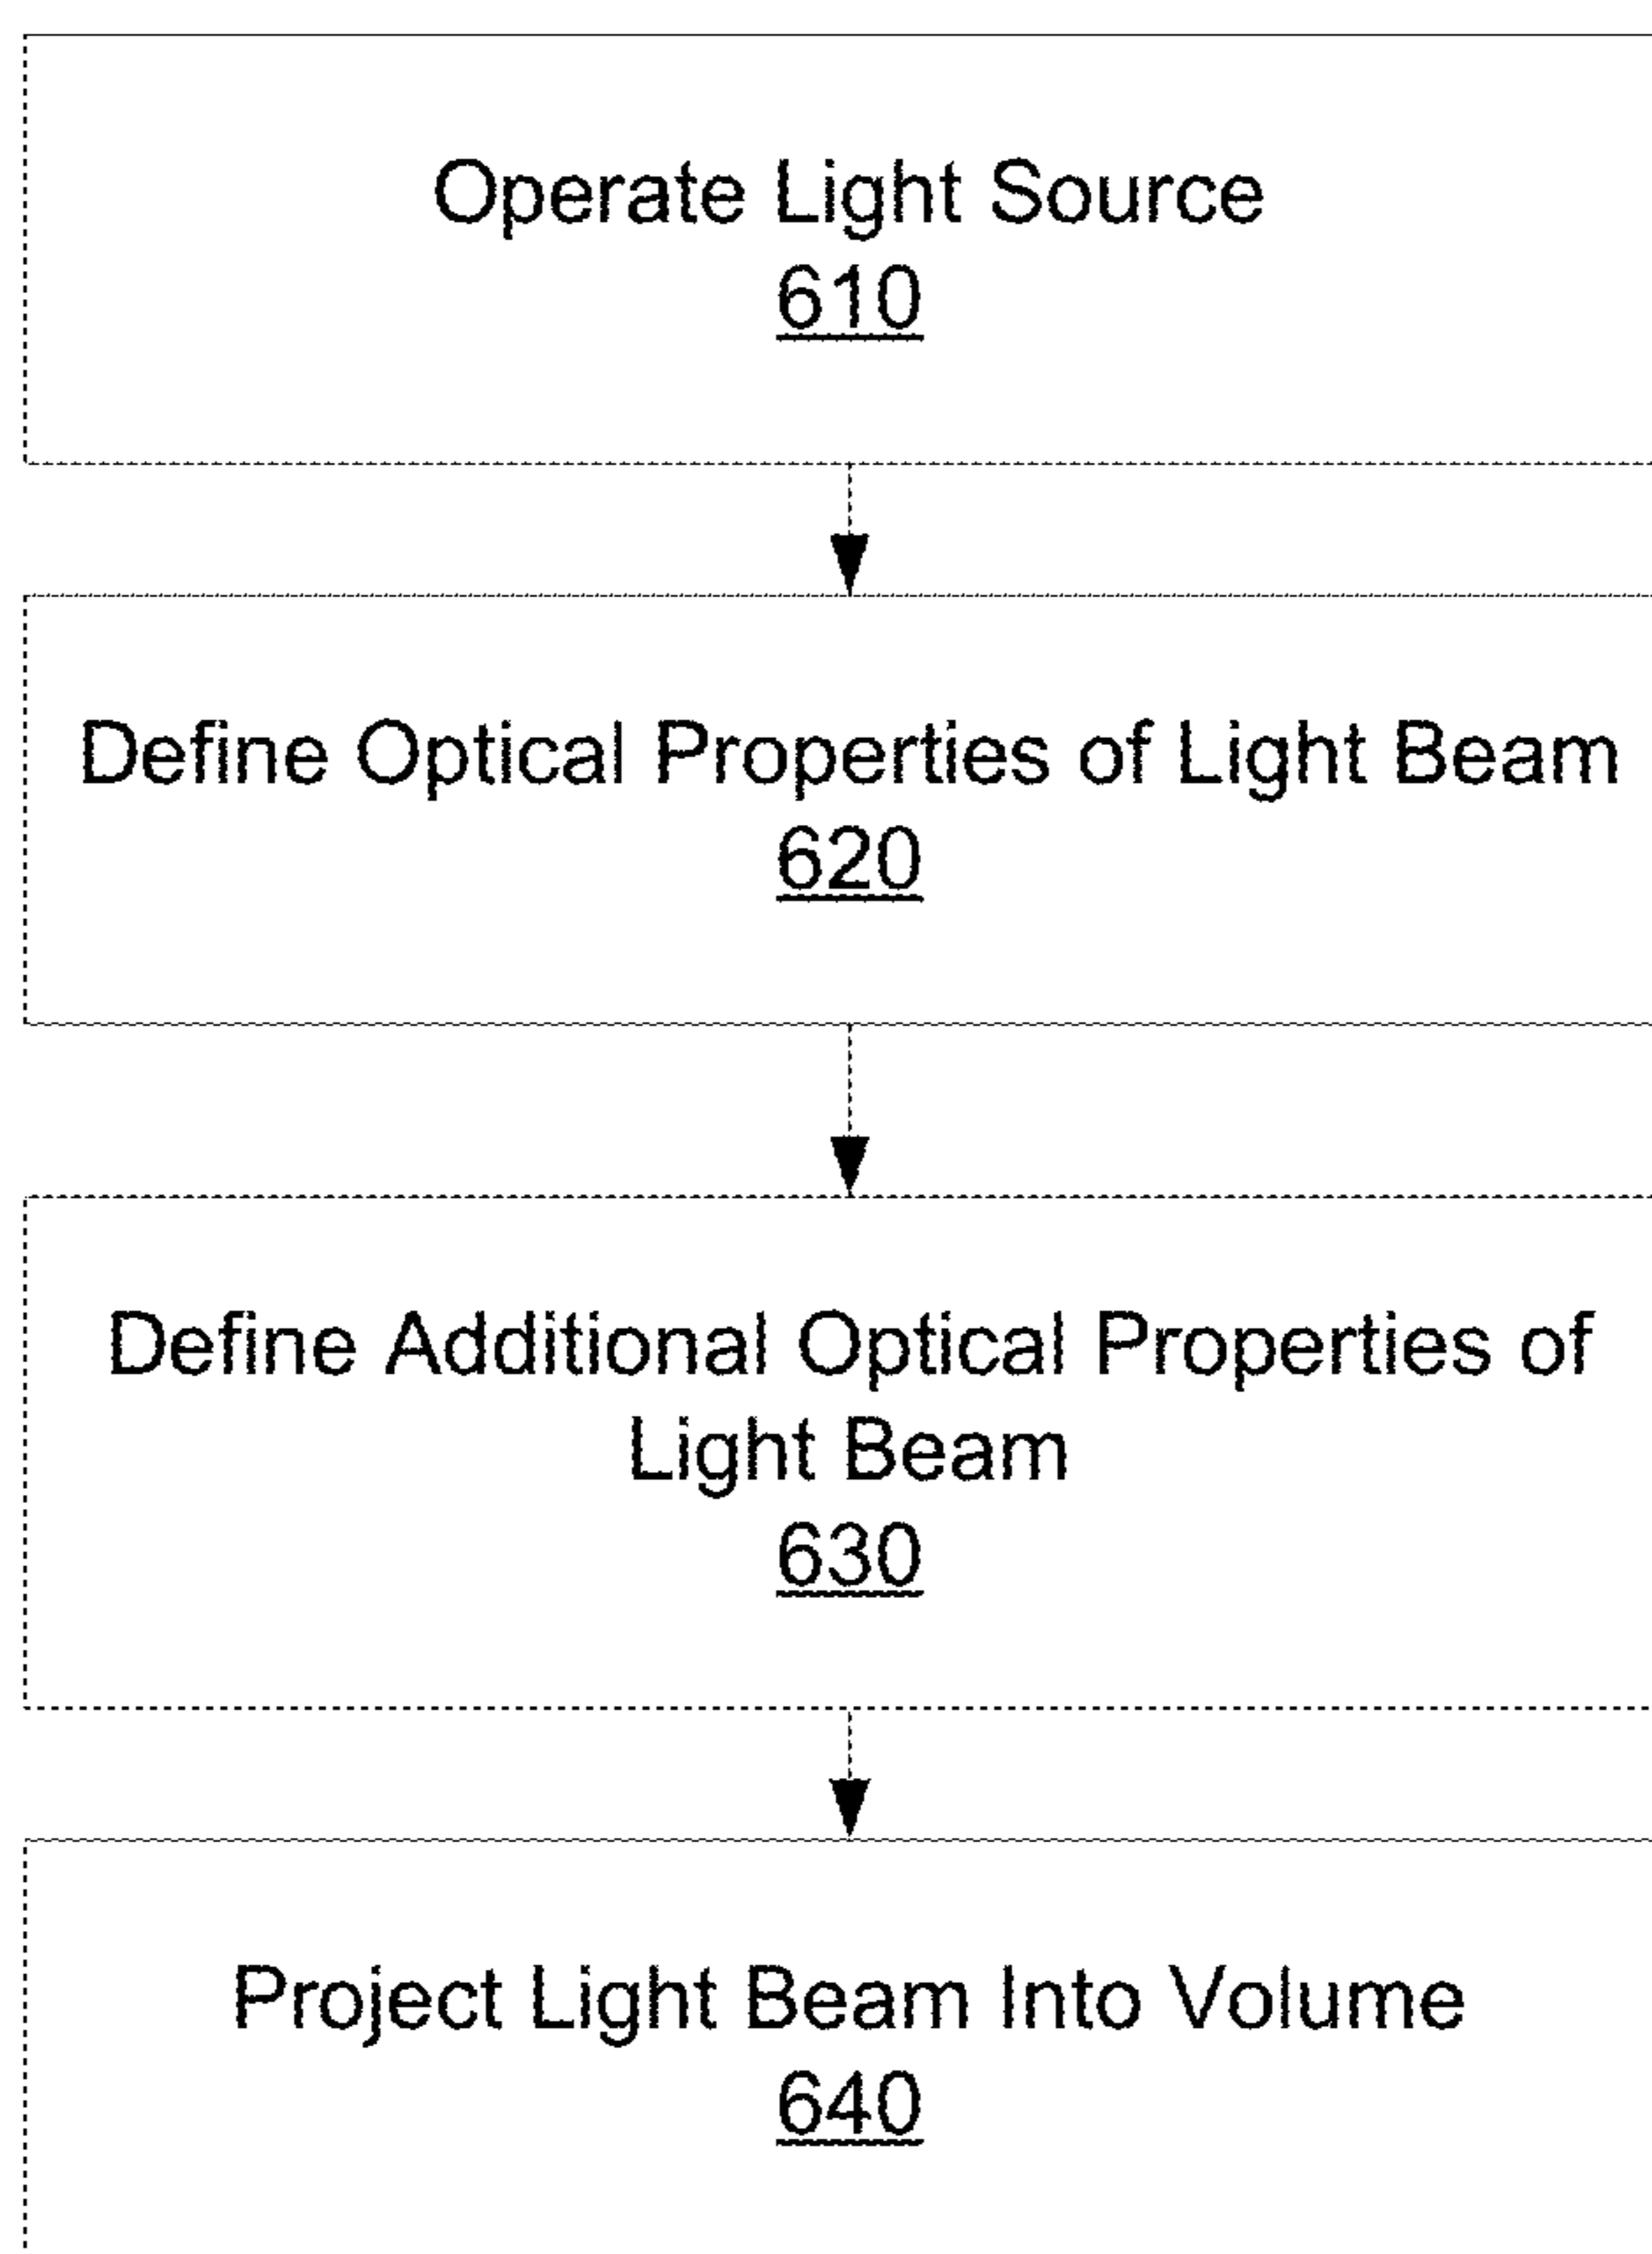 Operate Light Source
610
Define Optical Properties of Light Beam
620
Define Additional Optical Properties of
Light Beam
630
Project Light Beam Into Volume
640